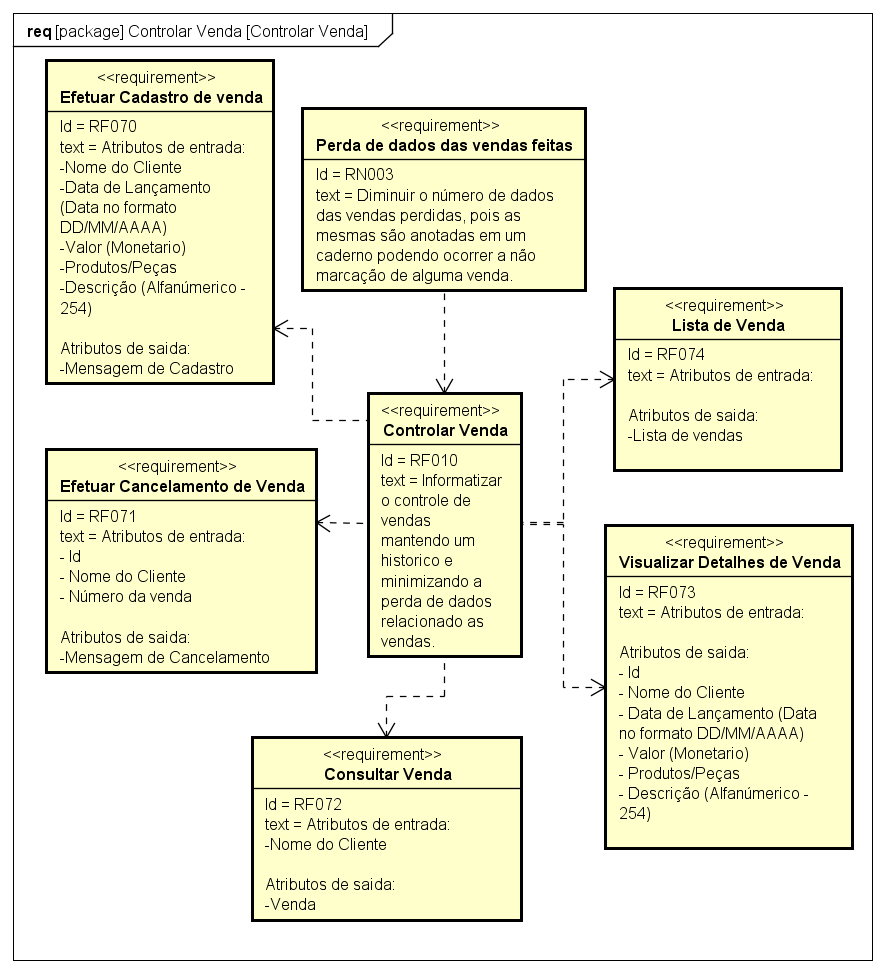 req [package] Controlar Venda [Controlar Venda]
<<requirement>>
Efetuar Cadastro de venda
Id = RF070
text = Atributos de entrada:
-Nome do Cliente
-Data de Lançamento
(Data no formato
DD/MM/AAAA)
-Valor (Monetario)
-Produtos/Peças
-Descrição (Alfanúmerico -
254)
Atributos de saida:
-Mensagem de Cadastro
<<requirement>>
Perda de dados das vendas feitas
Id = RN003
text = Diminuir o número de dados
das vendas perdidas, pois as
mesmas são anotadas em um
caderno podendo ocorrer a não
marcação de alguma venda.
<<requirement>>
Lista de Venda
Id = RF074
text = Atributos de entrada:
Atributos de saida:
-Lista de vendas
<<requirement>>
Controlar Venda
Id = RF010
text = Informatizar
o controle de
vendas
mantendo um
historico e
minimizando a
perda de dados
relacionado as
vendas.
<<requirement>>
Efetuar Cancelamento de Venda
Id = RF071
text = Atributos de entrada:
- Id
- Nome do Cliente
- Número da venda
Atributos de saida:
-Mensagem de Cancelamento
<<requirement>>
Visualizar Detalhes de Venda
Id = RF073
text = Atributos de entrada:
Atributos de saida:
- Id
- Nome do Cliente
- Data de Lançamento (Data
no formato DD/MM/AAAA)
- Valor (Monetario)
- Produtos/Peças
- Descrição (Alfanúmerico -
254)
<<requirement>>
Consultar Venda
Id = RF072
text = Atributos de entrada:
-Nome do Cliente
Atributos de saida:
-Venda